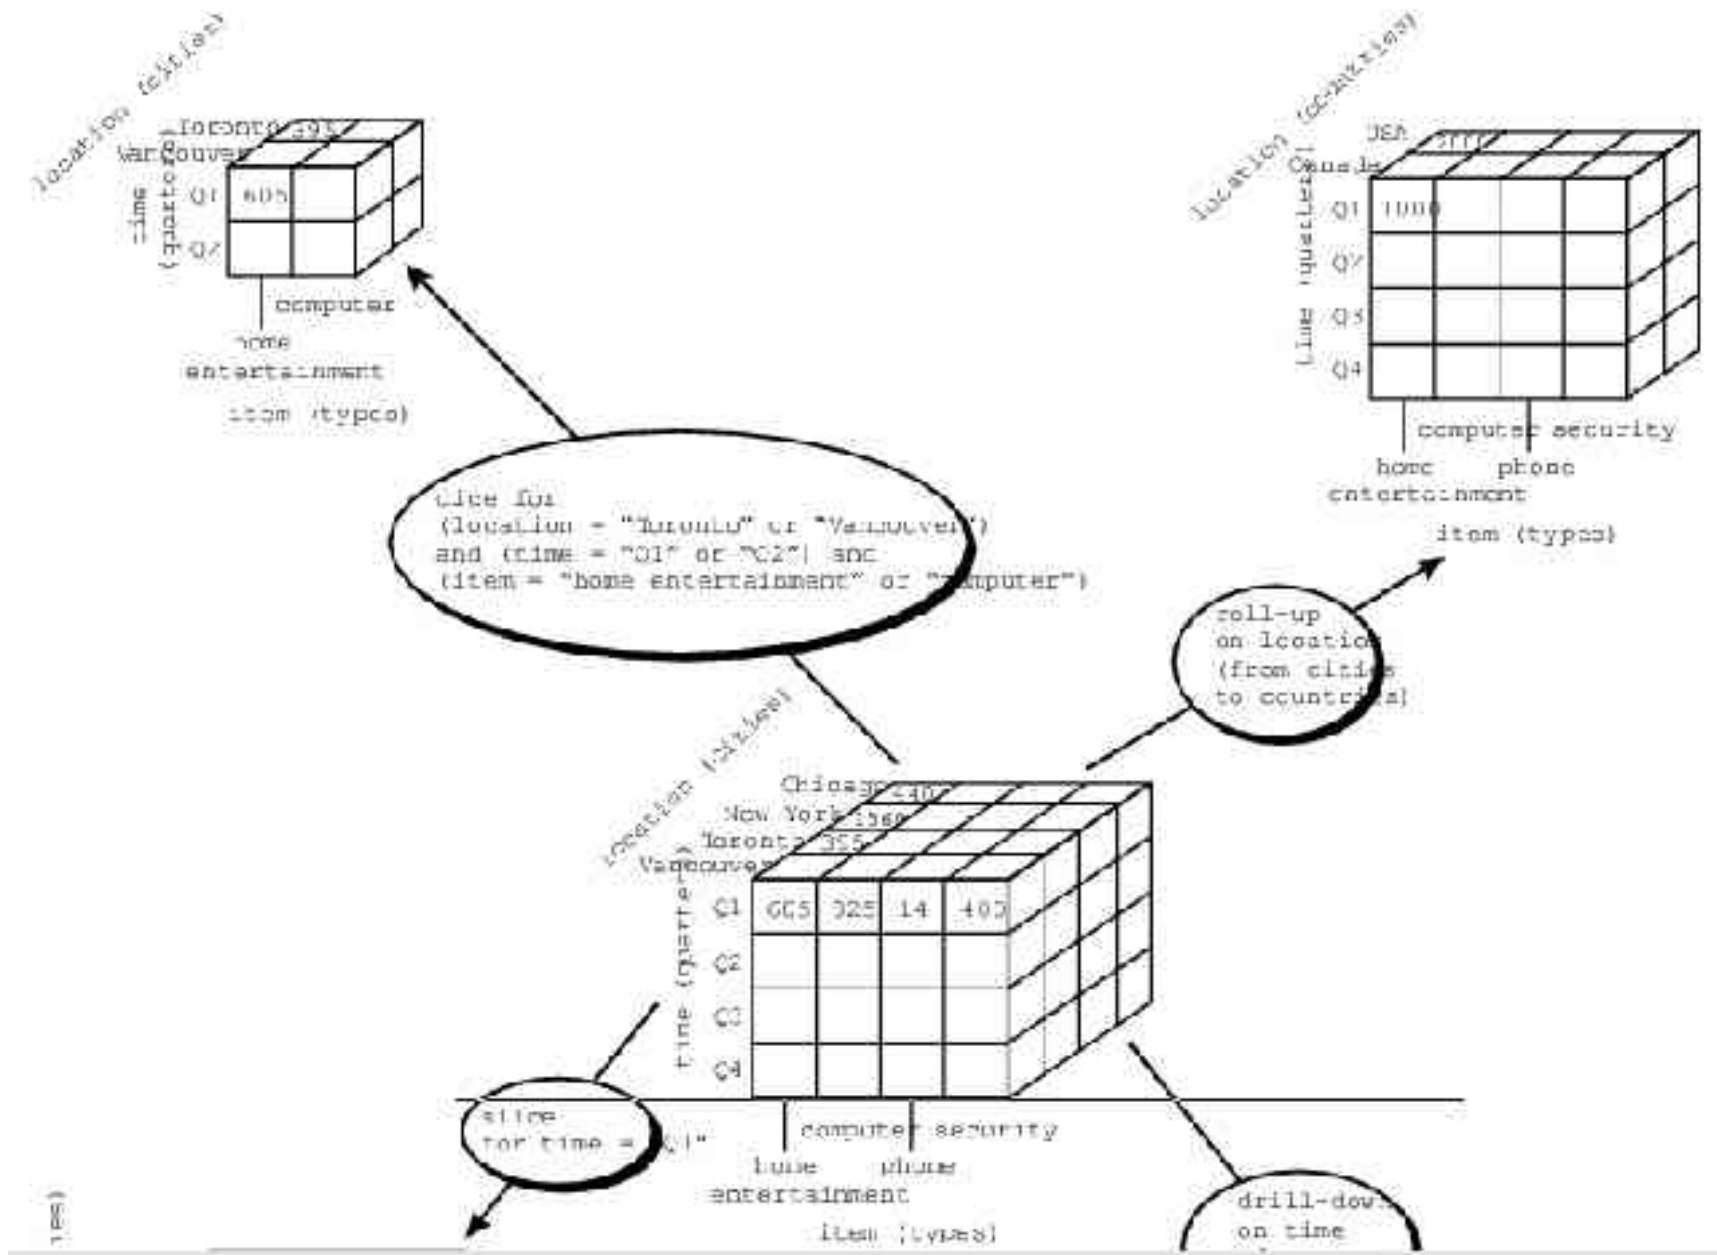 location (cities)
Toronto 395
Vancouver
time
(quarters)
Q1 605
Q2
computer
home
entertainment
item (types)
location (countries)
USA 2000
Canada
time (quarters)
Q1 1000
Q2
Q3
Q4
computer security
home phone
entertainment
item (types)
dice for
(location = "Toronto" or "Vancouver")
and (time = "Q1" or "Q2") and
(item = "home entertainment" or "computer")
roll-up
on location
(from cities
to countries)
location (cities)
Chicago 440
New York 1560
Toronto 395
Vancouver
time (quarters)
Q1 605 825 14 400
Q2
Q3
Q4
computer security
home phone
entertainment
item (types)
slice
for time = "Q1"
drill-down
on time